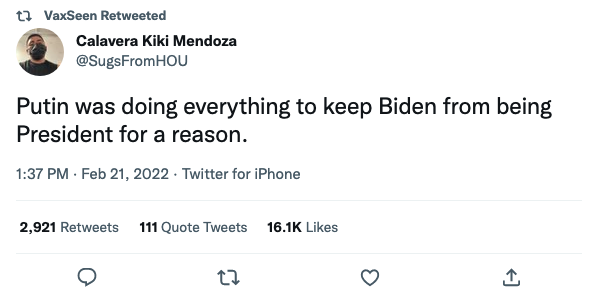 VaxSeen Retweeted
Calavera Kiki Mendoza
@SugsFromHOU
Putin was doing everything to keep Biden from being
President for a reason.
1:37 PM · Feb 21, 2022 · Twitter for iPhone
2,921 Retweets 111 Quote Tweets 16.1K Likes